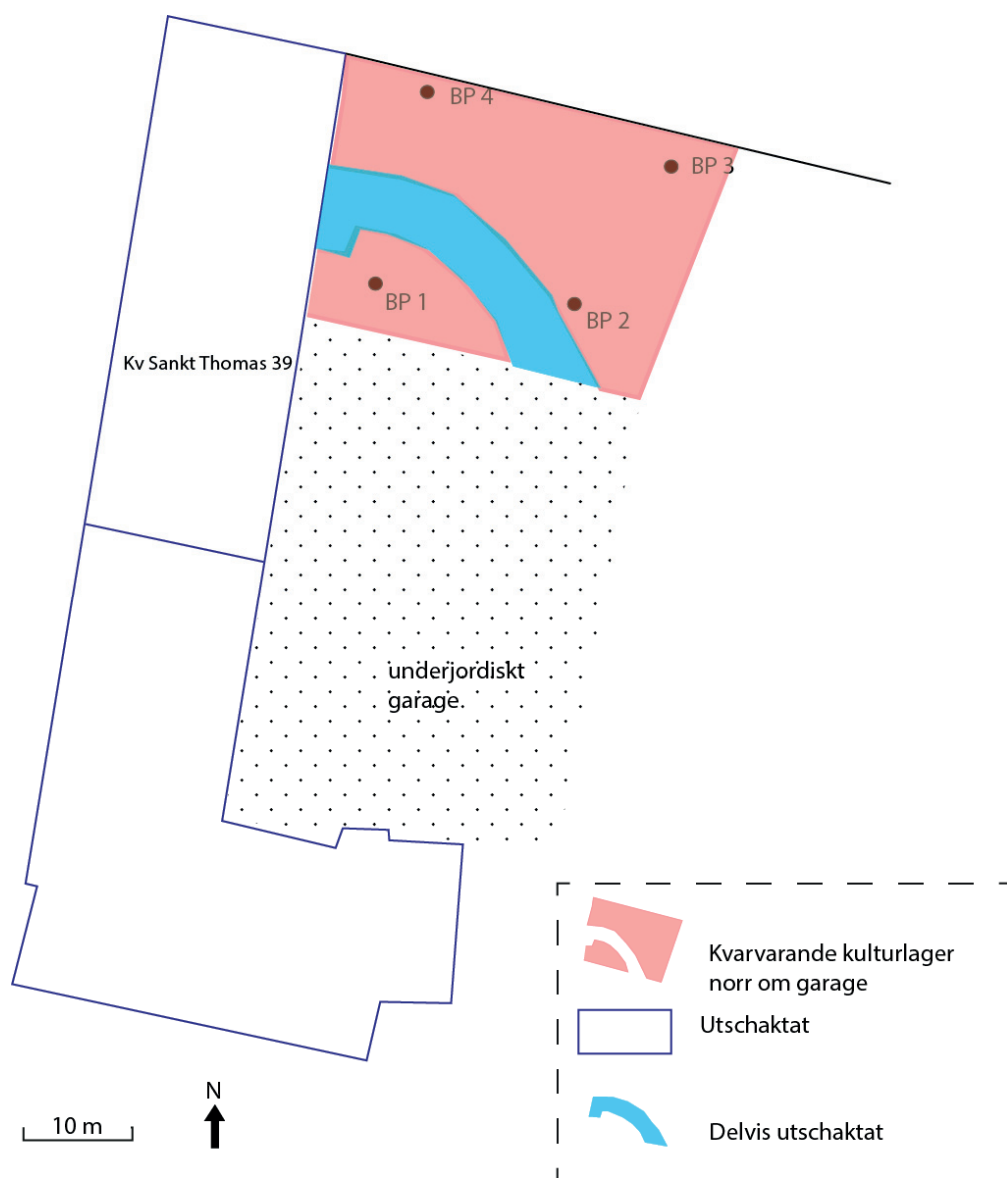 BP 4
BP 3
BP 1
BP 2
Kv Sankt Thomas 39
underjordiskt
garage
Kvarvarande kulturlager
norr om garage
Utschaktat
Delvis utschaktat
N
10 m